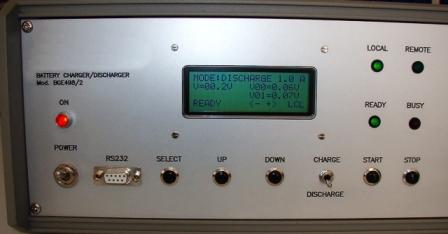 LOCAL REMOTE
BATTERY CHARGER/DISCHARGER
Mod. BGE498/2
MODE:DISCHARGE 1.0 A
V=00.2V V00=0.06V
V01=0.07V
READY (- +) LCL
ON
READY BUSY
POWER
RS232
SELECT
UP
DOWN
CHARGE
START
STOP
DISCHARGE